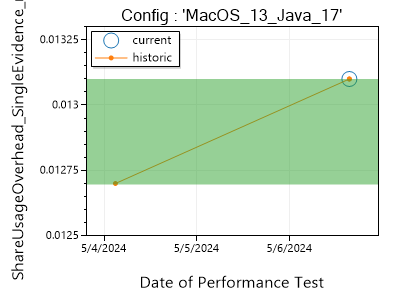 Config : 'MacOS_13_Java_17'
ShareUsageOverhead_SingleEvidence_
current
historic
0.01325
0.013
0.01275
0.0125
5/4/2024
5/5/2024
5/6/2024
Date of Performance Test